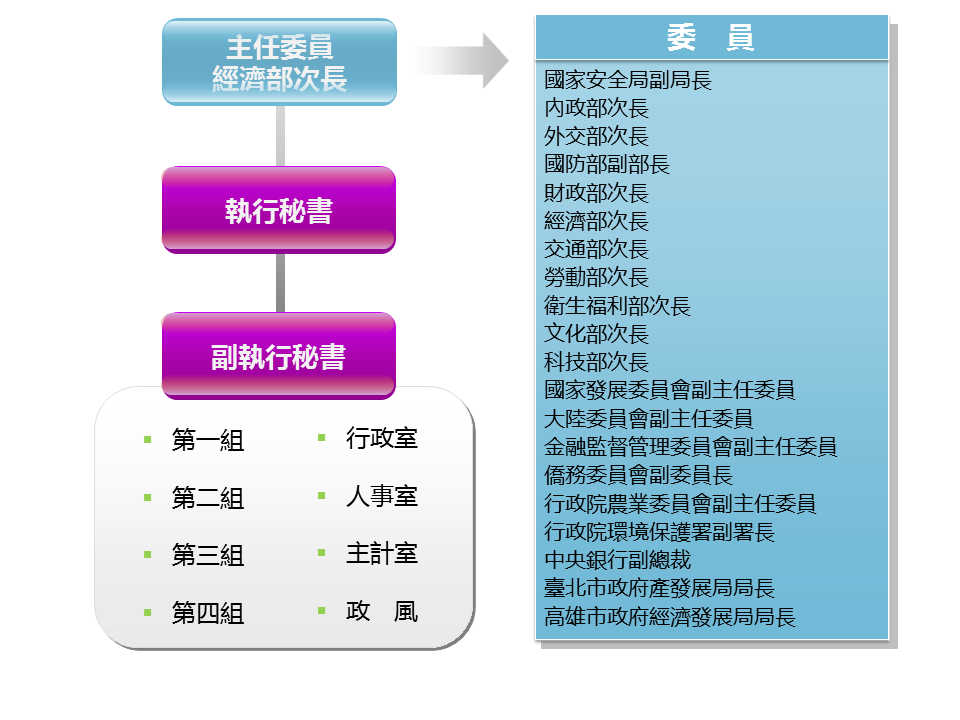 主任委員
經濟部次長
執行秘書
副執行秘書
第一組
第二組
第三組
第四組
行政室
人事室
主計室
政　風
委　員
國家安全局副局長
內政部次長
外交部次長
國防部副部長
財政部次長
經濟部次長
交通部次長
勞動部次長
衛生福利部次長
文化部次長
科技部次長
國家發展委員會副主任委員
大陸委員會副主任委員
金融監督管理委員會副主任委員
僑務委員會副委員長
行政院農業委員會副主任委員
行政院環境保護署副署長
中央銀行副總裁
臺北市政府產發展局局長
高雄市政府經濟發展局局長